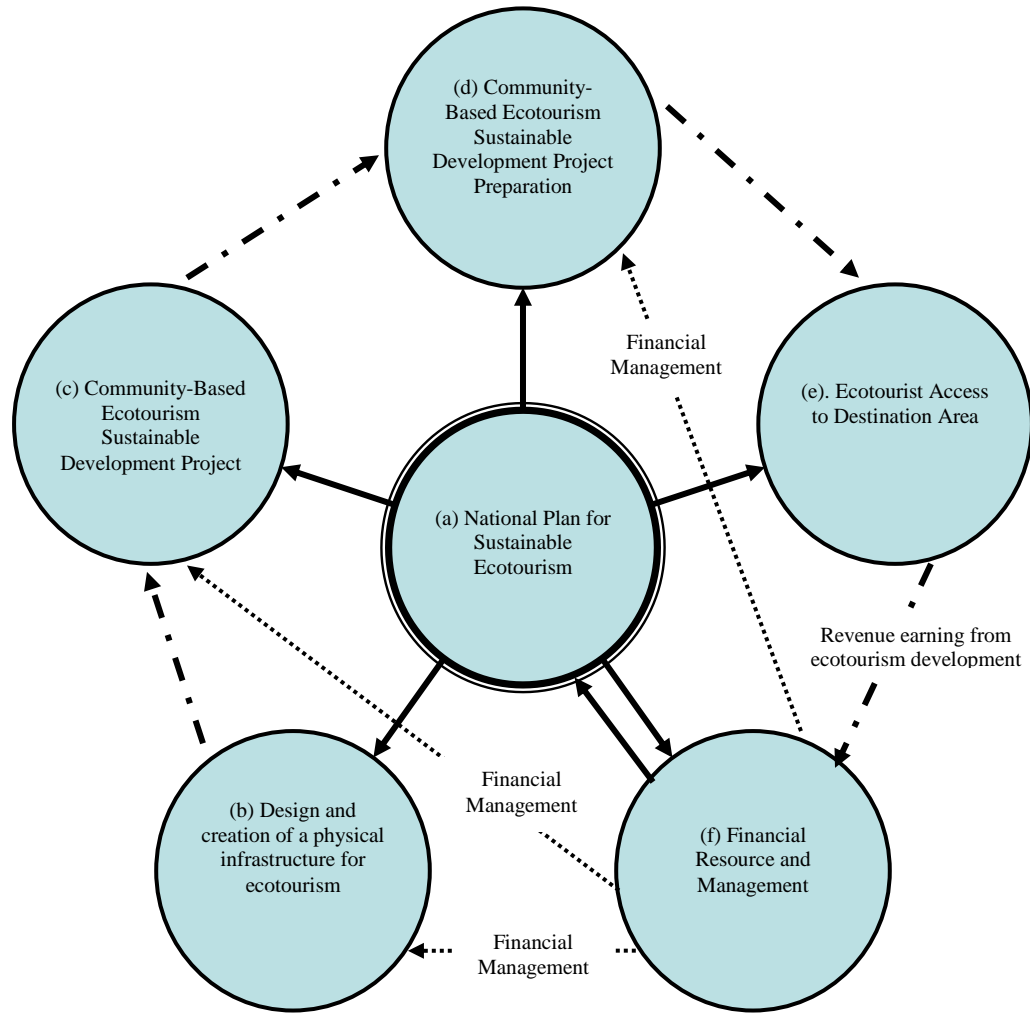 (d) Community-
Based Ecotourism
Sustainable
Development Project
Preparation
Financial
Management
(c) Community-Based
Ecotourism
Sustainable
Development Project
(e). Ecotourist Access
to Destination Area
(a) National Plan for
Sustainable
Ecotourism
Revenue earning from
ecotourism development
Financial
Management
(b) Design and
creation of a physical
infrastructure for
ecotourism
(f) Financial
Resource and
Management
Financial
Management